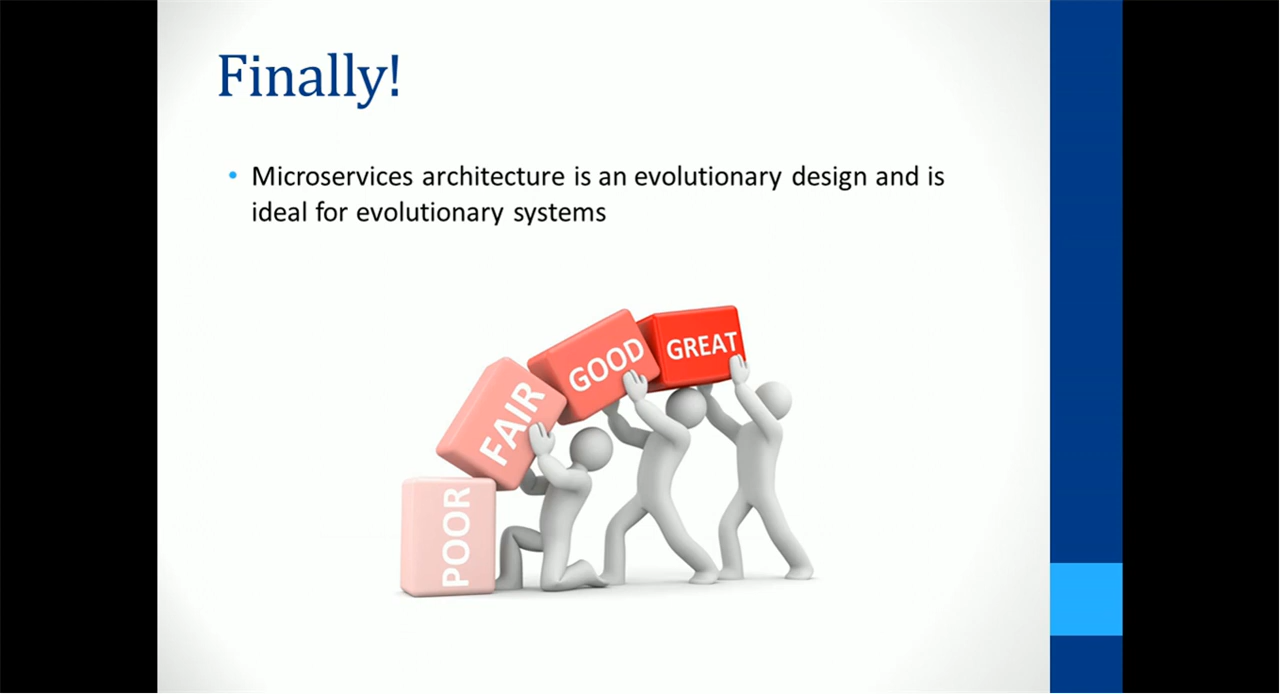 Finally!
• Microservices architecture is an evolutionary design and is
ideal for evolutionary systems
GREAT
GOOD
FAIR
POOR